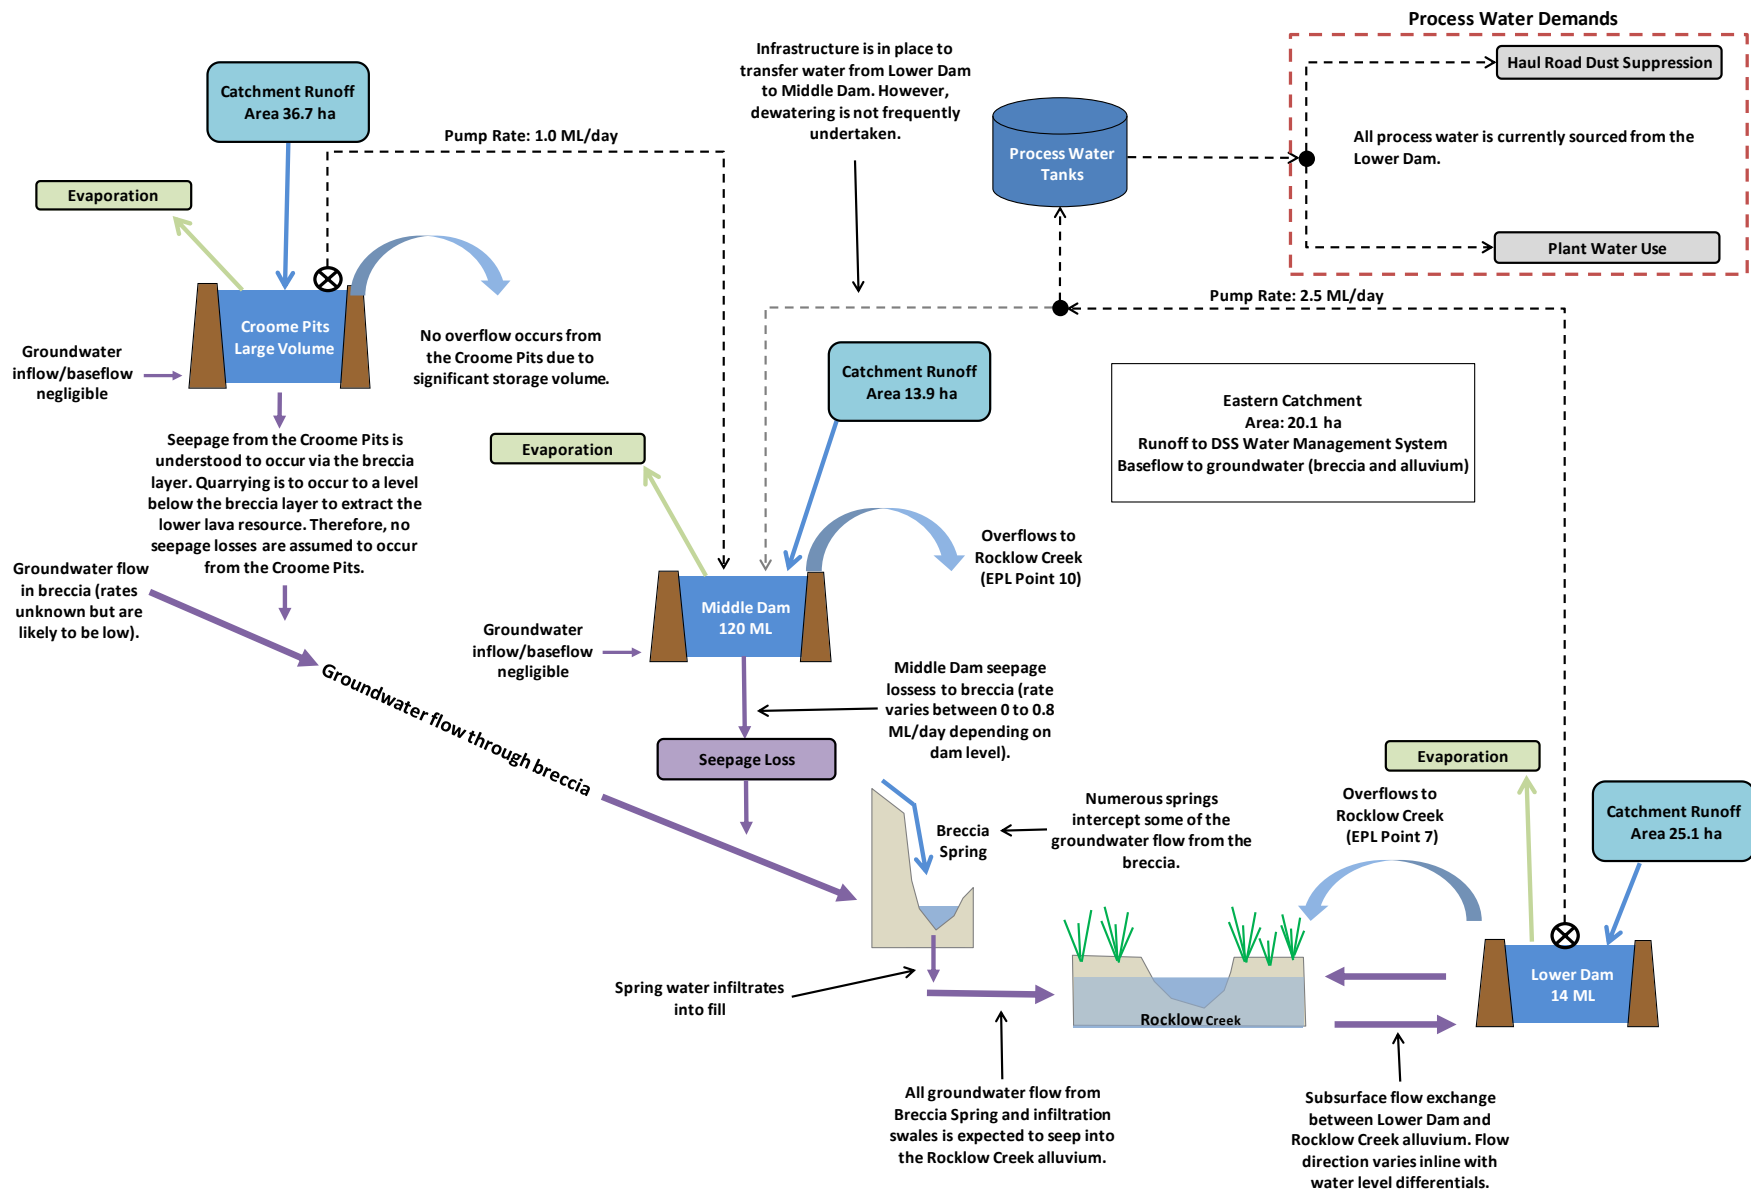 Process Water Demands
Haul Road Dust Suppression
All process water is currently sourced from the
Lower Dam.
Plant Water Use
Infrastructure is in place to
transfer water from Lower Dam
to Middle Dam. However,
dewatering is not frequently
undertaken.
Process Water
Tanks
Catchment Runoff
Area 36.7 ha
Pump Rate: 1.0 ML/day
Evaporation
Croome Pits
Large Volume
Groundwater
inflow/baseflow
negligible
No overflow occurs from
the Croome Pits due to
significant storage volume.
Pump Rate: 2.5 ML/day
Catchment Runoff
Area 13.9 ha
Eastern Catchment
Area: 20.1 ha
Runoff to DSS Water Management System
Baseflow to groundwater (breccia and alluvium)
Seepage from the Croome Pits is
understood to occur via the breccia
layer. Quarrying is to occur to a level
below the breccia layer to extract the
lower lava resource. Therefore, no
seepage losses are assumed to occur
from the Croome Pits.
Evaporation
Overflows to
Rocklow Creek
(EPL Point 10)
Groundwater flow
in breccia (rates
unknown but are
likely to be low).
Middle Dam
120 ML
Groundwater
inflow/baseflow
negligible
Groundwater flow through breccia
Middle Dam seepage
lossess to breccia (rate
varies between 0 to 0.8
ML/day depending on
dam level).
Seepage Loss
Breccia
Spring
Numerous springs
intercept some of the
groundwater flow from the
breccia.
Evaporation
Overflows to
Rocklow Creek
(EPL Point 7)
Catchment Runoff
Area 25.1 ha
Spring water infiltrates
into fill
Rocklow Creek
Lower Dam
14 ML
All groundwater flow from
Breccia Spring and infiltration
swales is expected to seep into
the Rocklow Creek alluvium.
Subsurface flow exchange
between Lower Dam and
Rocklow Creek alluvium. Flow
direction varies inline with
water level differentials.